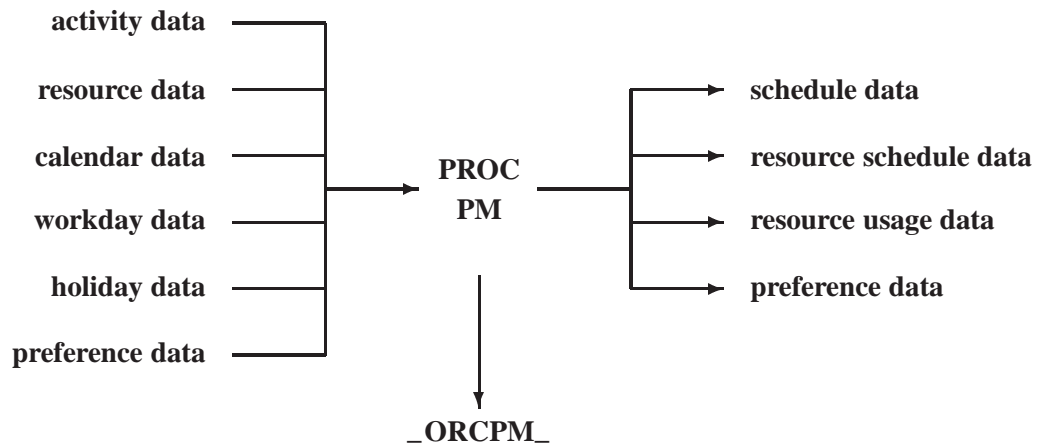 activity data
resource data
calendar data
workday data
holiday data
preference data
PROC
PM
_ORCPM_
schedule data
resource schedule data
resource usage data
preference data